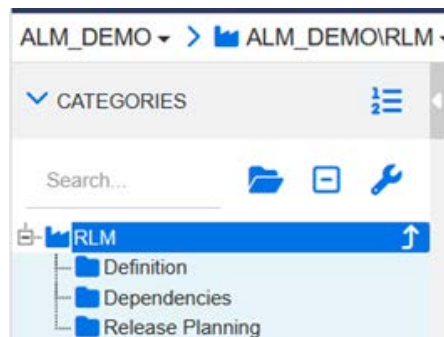 ALM_DEMO > ALM_DEMO\RLM
CATEGORIES
Search...
RLM
Definition
Dependencies
Release Planning